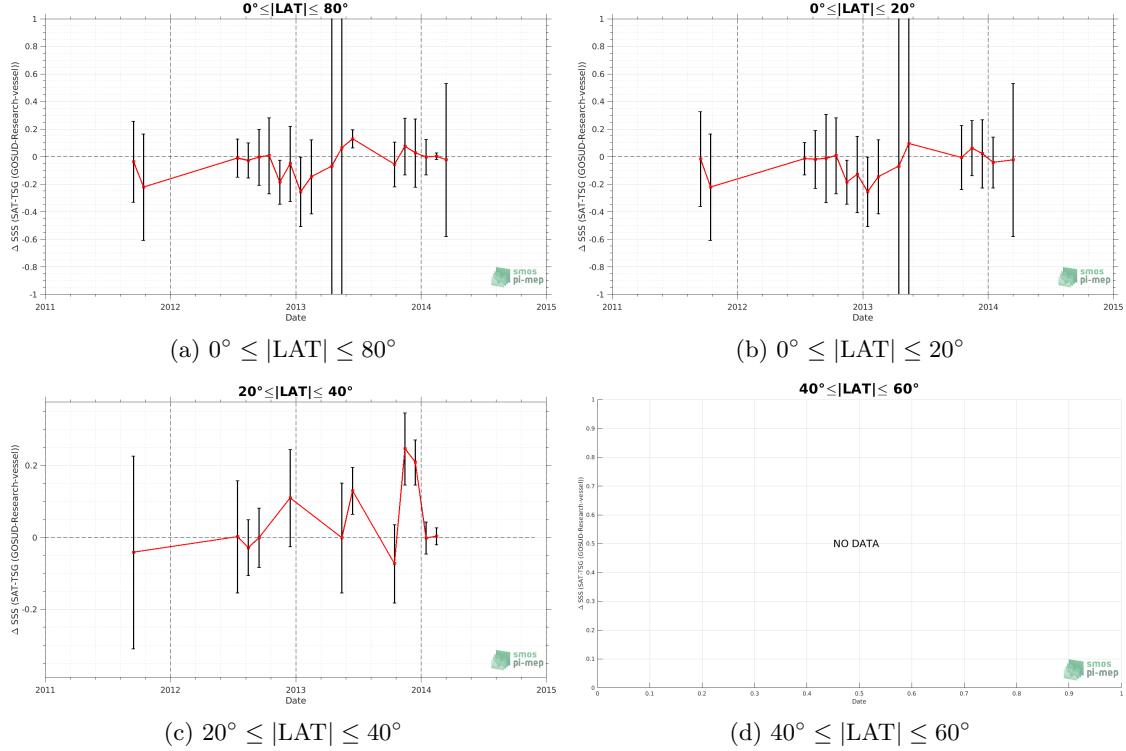 0°≤|LAT|≤ 80°
Δ SSS (SAT-TSG (GOSUD-Research-vessel))
1
0.8
0.6
0.4
0.2
0
-0.2
-0.4
-0.6
-0.8
-1
2011 2012 2013 2014 2015
Date
smos
pi-mep
(a) 0° ≤ |LAT| ≤ 80°
0°≤|LAT|≤ 20°
Δ SSS (SAT-TSG (GOSUD-Research-vessel))
1
0.8
0.6
0.4
0.2
0
-0.2
-0.4
-0.6
-0.8
-1
2011 2012 2013 2014 2015
Date
smos
pi-mep
(b) 0° ≤ |LAT| ≤ 20°
20°≤|LAT|≤ 40°
Δ SSS (SAT-TSG (GOSUD-Research-vessel))
0.2
0
-0.2
2011 2012 2013 2014 2015
Date
smos
pi-mep
(c) 20° ≤ |LAT| ≤ 40°
40°≤|LAT|≤ 60°
Δ SSS (SAT-TSG (GOSUD-Research-vessel))
1
0.9
0.8
0.7
0.6
0.5
0.4
0.3
0.2
0.1
0
NO DATA
0 0.1 0.2 0.3 0.4 0.5 0.6 0.7 0.8 0.9 1
Date
smos
pi-mep
(d) 40° ≤ |LAT| ≤ 60°